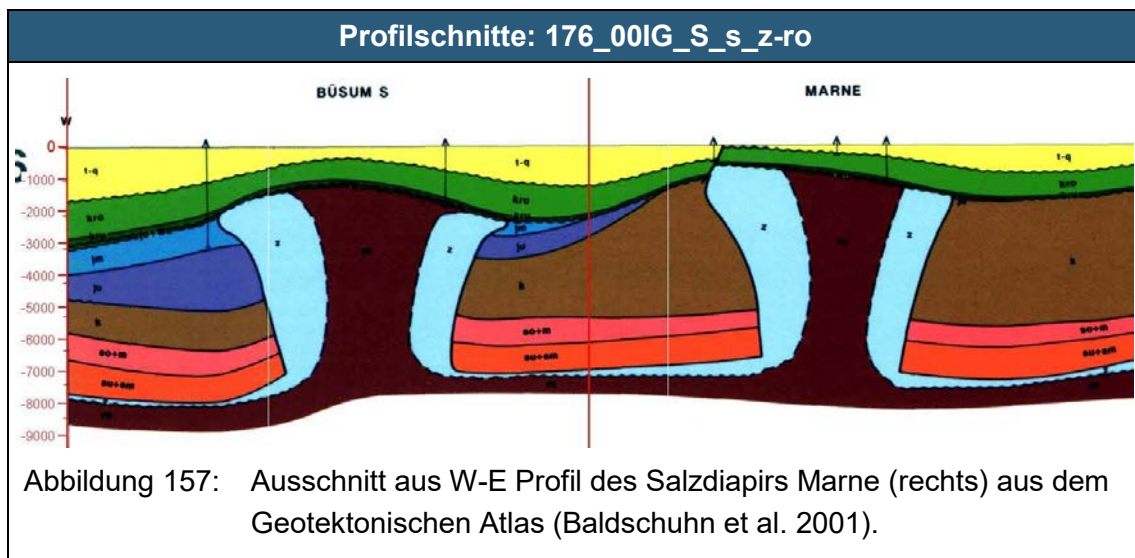 Profilschnitte: 176_00IG_S_s_z-ro
BÜSUM S
MARNE
W
S
0
-1000
-2000
-3000
-4000
-5000
-6000
-7000
-8000
-9000
t-q
t-q
t-q
kro
kro
kro
jm
jm
ju
ju
k
k
k
so+m
so+m
so+m
su+sm
su+sm
su+sm
z
z
z
z
ro
Abbildung 157: Ausschnitt aus W-E Profil des Salzdiapirs Marne (rechts) aus dem
Geotektonischen Atlas (Baldschuhn et al. 2001).